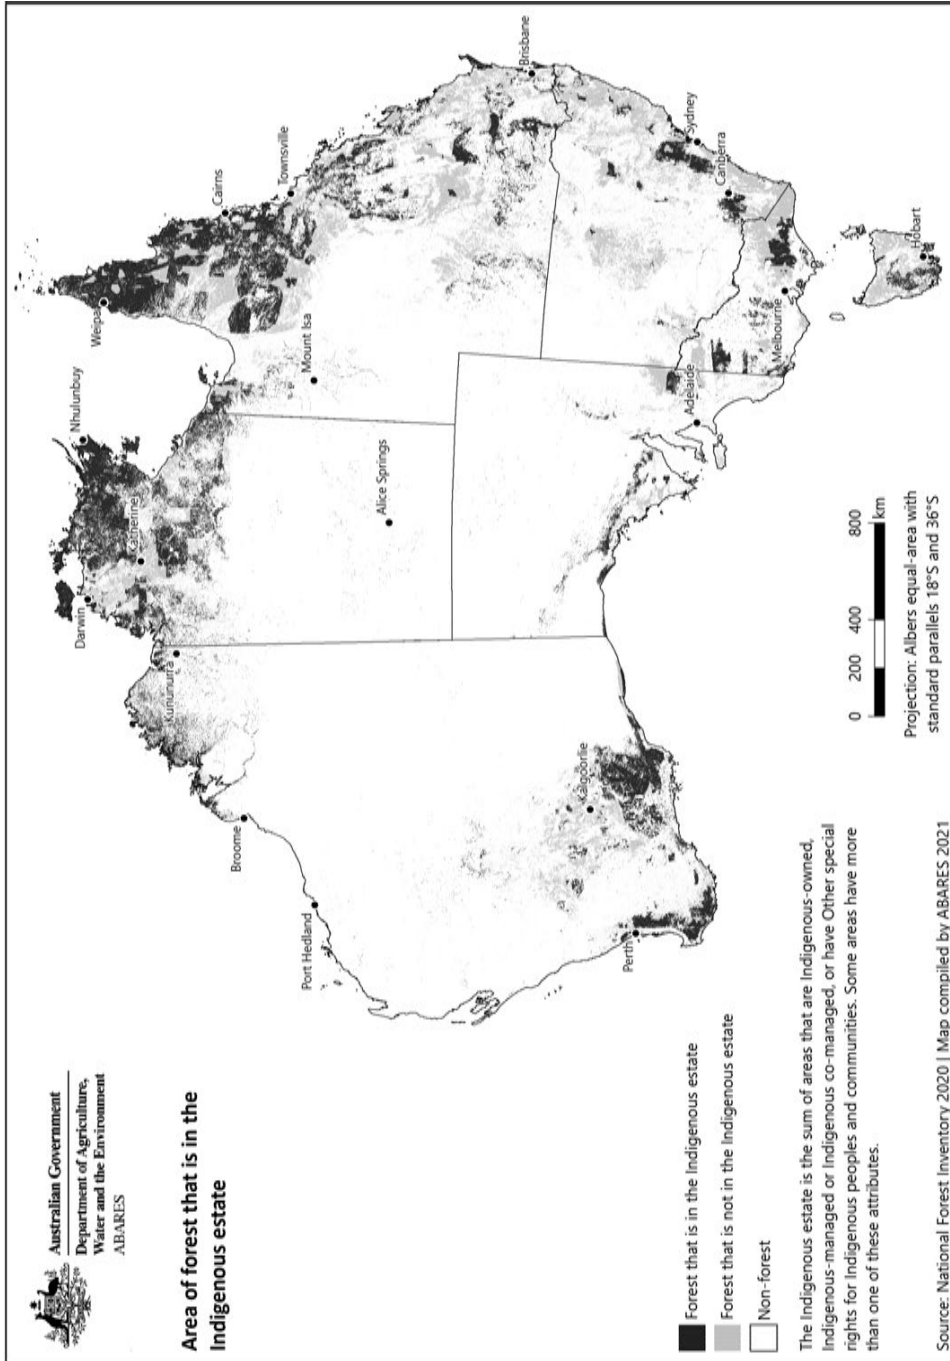 Australian Government
Department of Agriculture,
Water and the Environment
ABARES
Area of forest that is in the
Indigenous estate
Darwin
Nhulunbuy
Katherine
Kununurra
Weipa
Cairns
Townsville
Mount Isa
Broome
Port Hedland
Alice Springs
Brisbane
Kalgoorlie
Perth
Adelaide
Sydney
Canberra
Melbourne
Hobart
Forest that is in the Indigenous estate
Forest that is not in the Indigenous estate
Non-forest
0 200 400 800
km
Projection: Albers equal-area with
standard parallels 18°S and 36°S
The Indigenous estate is the sum of areas that are Indigenous-owned,
Indigenous-managed or Indigenous co-managed, or have Other special
rights for Indigenous peoples and communities. Some areas have more
than one of these attributes.
Source: National Forest Inventory 2020 | Map compiled by ABARES 2021